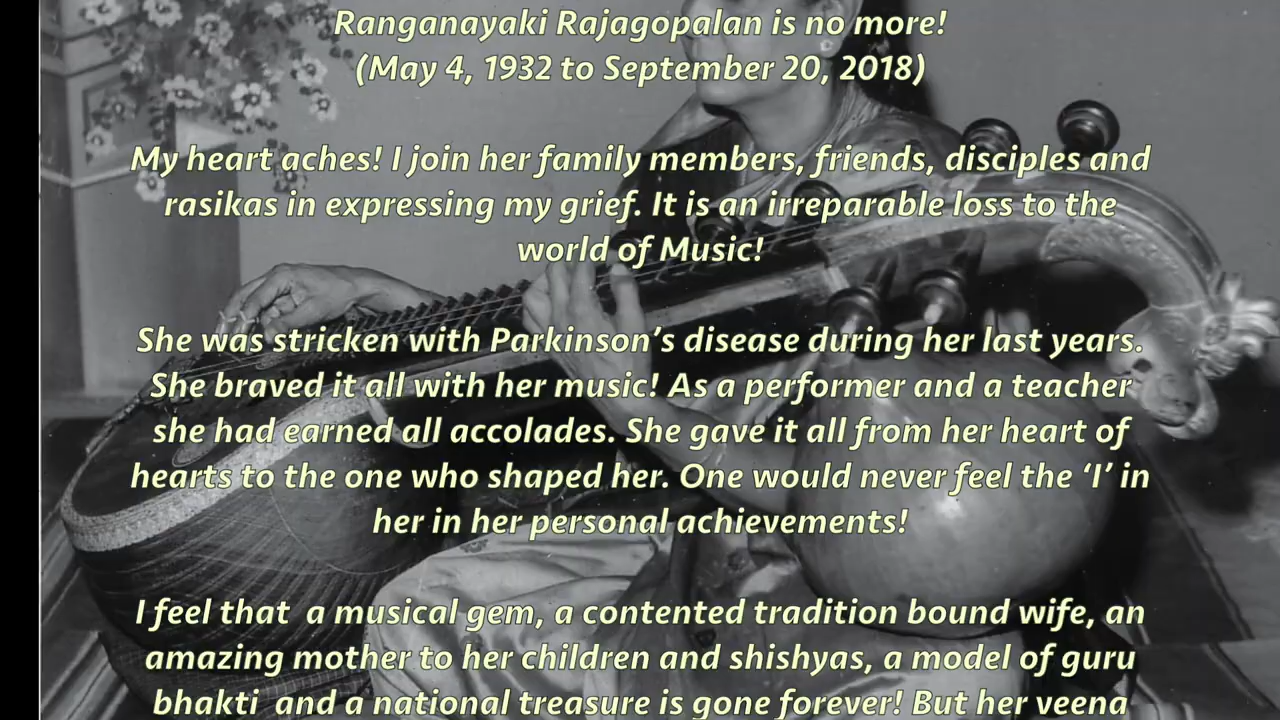 Ranganayaki Rajagopalan is no more!
(May 4, 1932 to September 20, 2018)
My heart aches! I join her family members, friends, disciples and
rasikas in expressing my grief. It is an irreparable loss to the
world of Music!
She was stricken with Parkinson’s disease during her last years.
She braved it all with her music! As a performer and a teacher
she had earned all accolades. She gave it all from her heart of
hearts to the one who shaped her. One would never feel the ‘I’ in
her in her personal achievements!
I feel that  a musical gem, a contented tradition bound wife, an
amazing mother to her children and shishyas, a model of guru
bhakti  and a national treasure is gone forever! But her veena